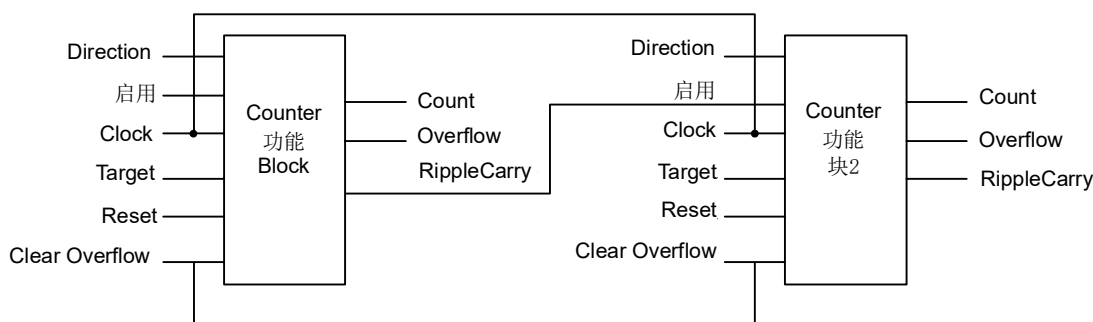 Direction
启用
Clock
Target
Reset
Clear Overflow
Counter
功能
Block
Count
Overflow
RippleCarry
Direction
启用
Clock
Target
Reset
Clear Overflow
Counter
功能
块2
Count
Overflow
RippleCarry